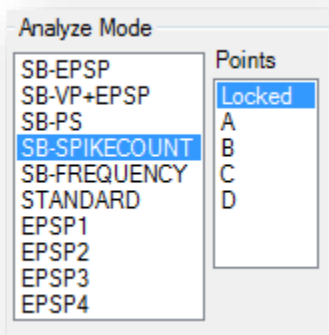 Analyze Mode
SB-EPSP
SB-VP+EPSP
SB-PS
SB-SPIKECOUNT
SB-FREQUENCY
STANDARD
EPSP1
EPSP2
EPSP3
EPSP4
Points
Locked
A
B
C
D